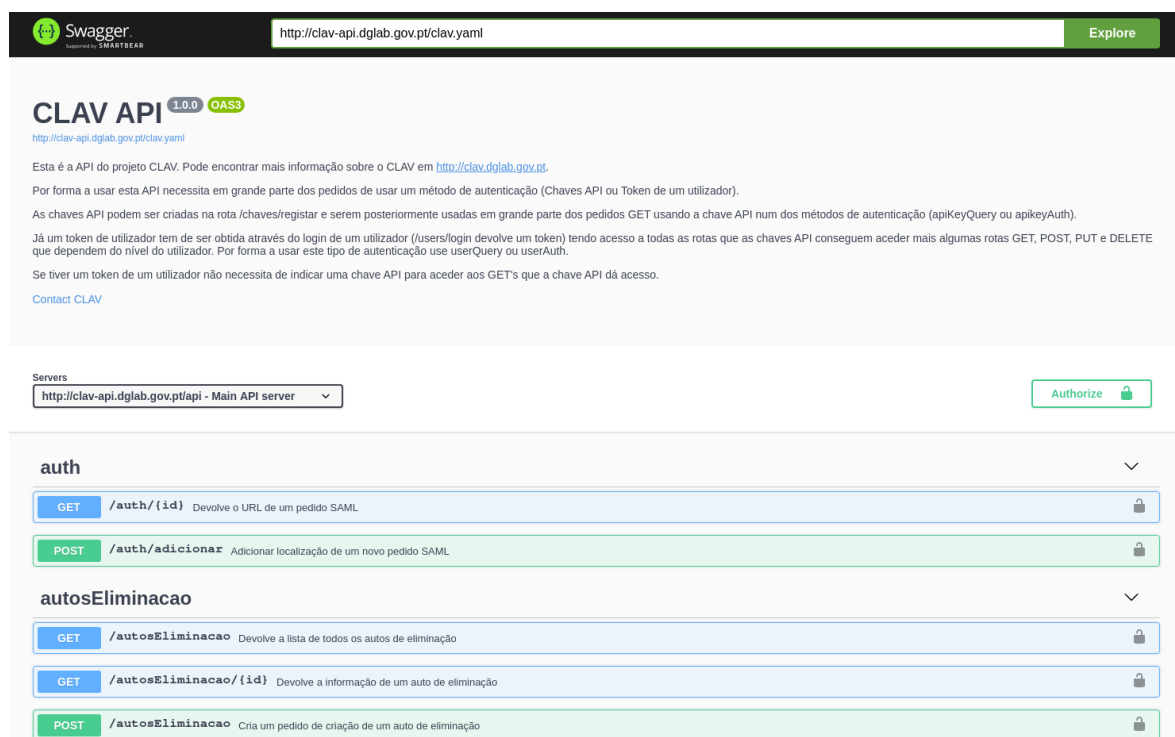 Swagger.
Supported by SMARTBEAR
http://clav-api.dglab.gov.pt/clav.yaml
Explore
CLAV API 1.0.0 OAS3
http://clav-api.dglab.gov.pt/clav.yaml
Esta é a API do projeto CLAV. Pode encontrar mais informação sobre o CLAV em http://clav.dglab.gov.pt.
Por forma a usar esta API necessita em grande parte dos pedidos de usar um método de autenticação (Chaves API ou Token de um utilizador).
As chaves API podem ser criadas na rota /chaves/registar e serem posteriormente usadas em grande parte dos pedidos GET usando a chave API num dos métodos de autenticação (apiKeyQuery ou apikeyAuth).
Já um token de utilizador tem de ser obtida através do login de um utilizador (/users/login devolve um token) tendo acesso a todas as rotas que as chaves API conseguem aceder mais algumas rotas GET, POST, PUT e DELETE
que dependem do nível do utilizador. Por forma a usar este tipo de autenticação use userQuery ou userAuth.
Se tiver um token de um utilizador não necessita de indicar uma chave API para aceder aos GET's que a chave API dá acesso.
Contact CLAV
Servers
http://clav-api.dglab.gov.pt/api - Main API server
Authorize
auth
GET /auth/{id} Devolve o URL de um pedido SAML
POST /auth/adicionar Adicionar localização de um novo pedido SAML
autosEliminacao
GET /autosEliminacao Devolve a lista de todos os autos de eliminação
GET /autosEliminacao/{id} Devolve a informação de um auto de eliminação
POST /autosEliminacao Cria um pedido de criação de um auto de eliminação